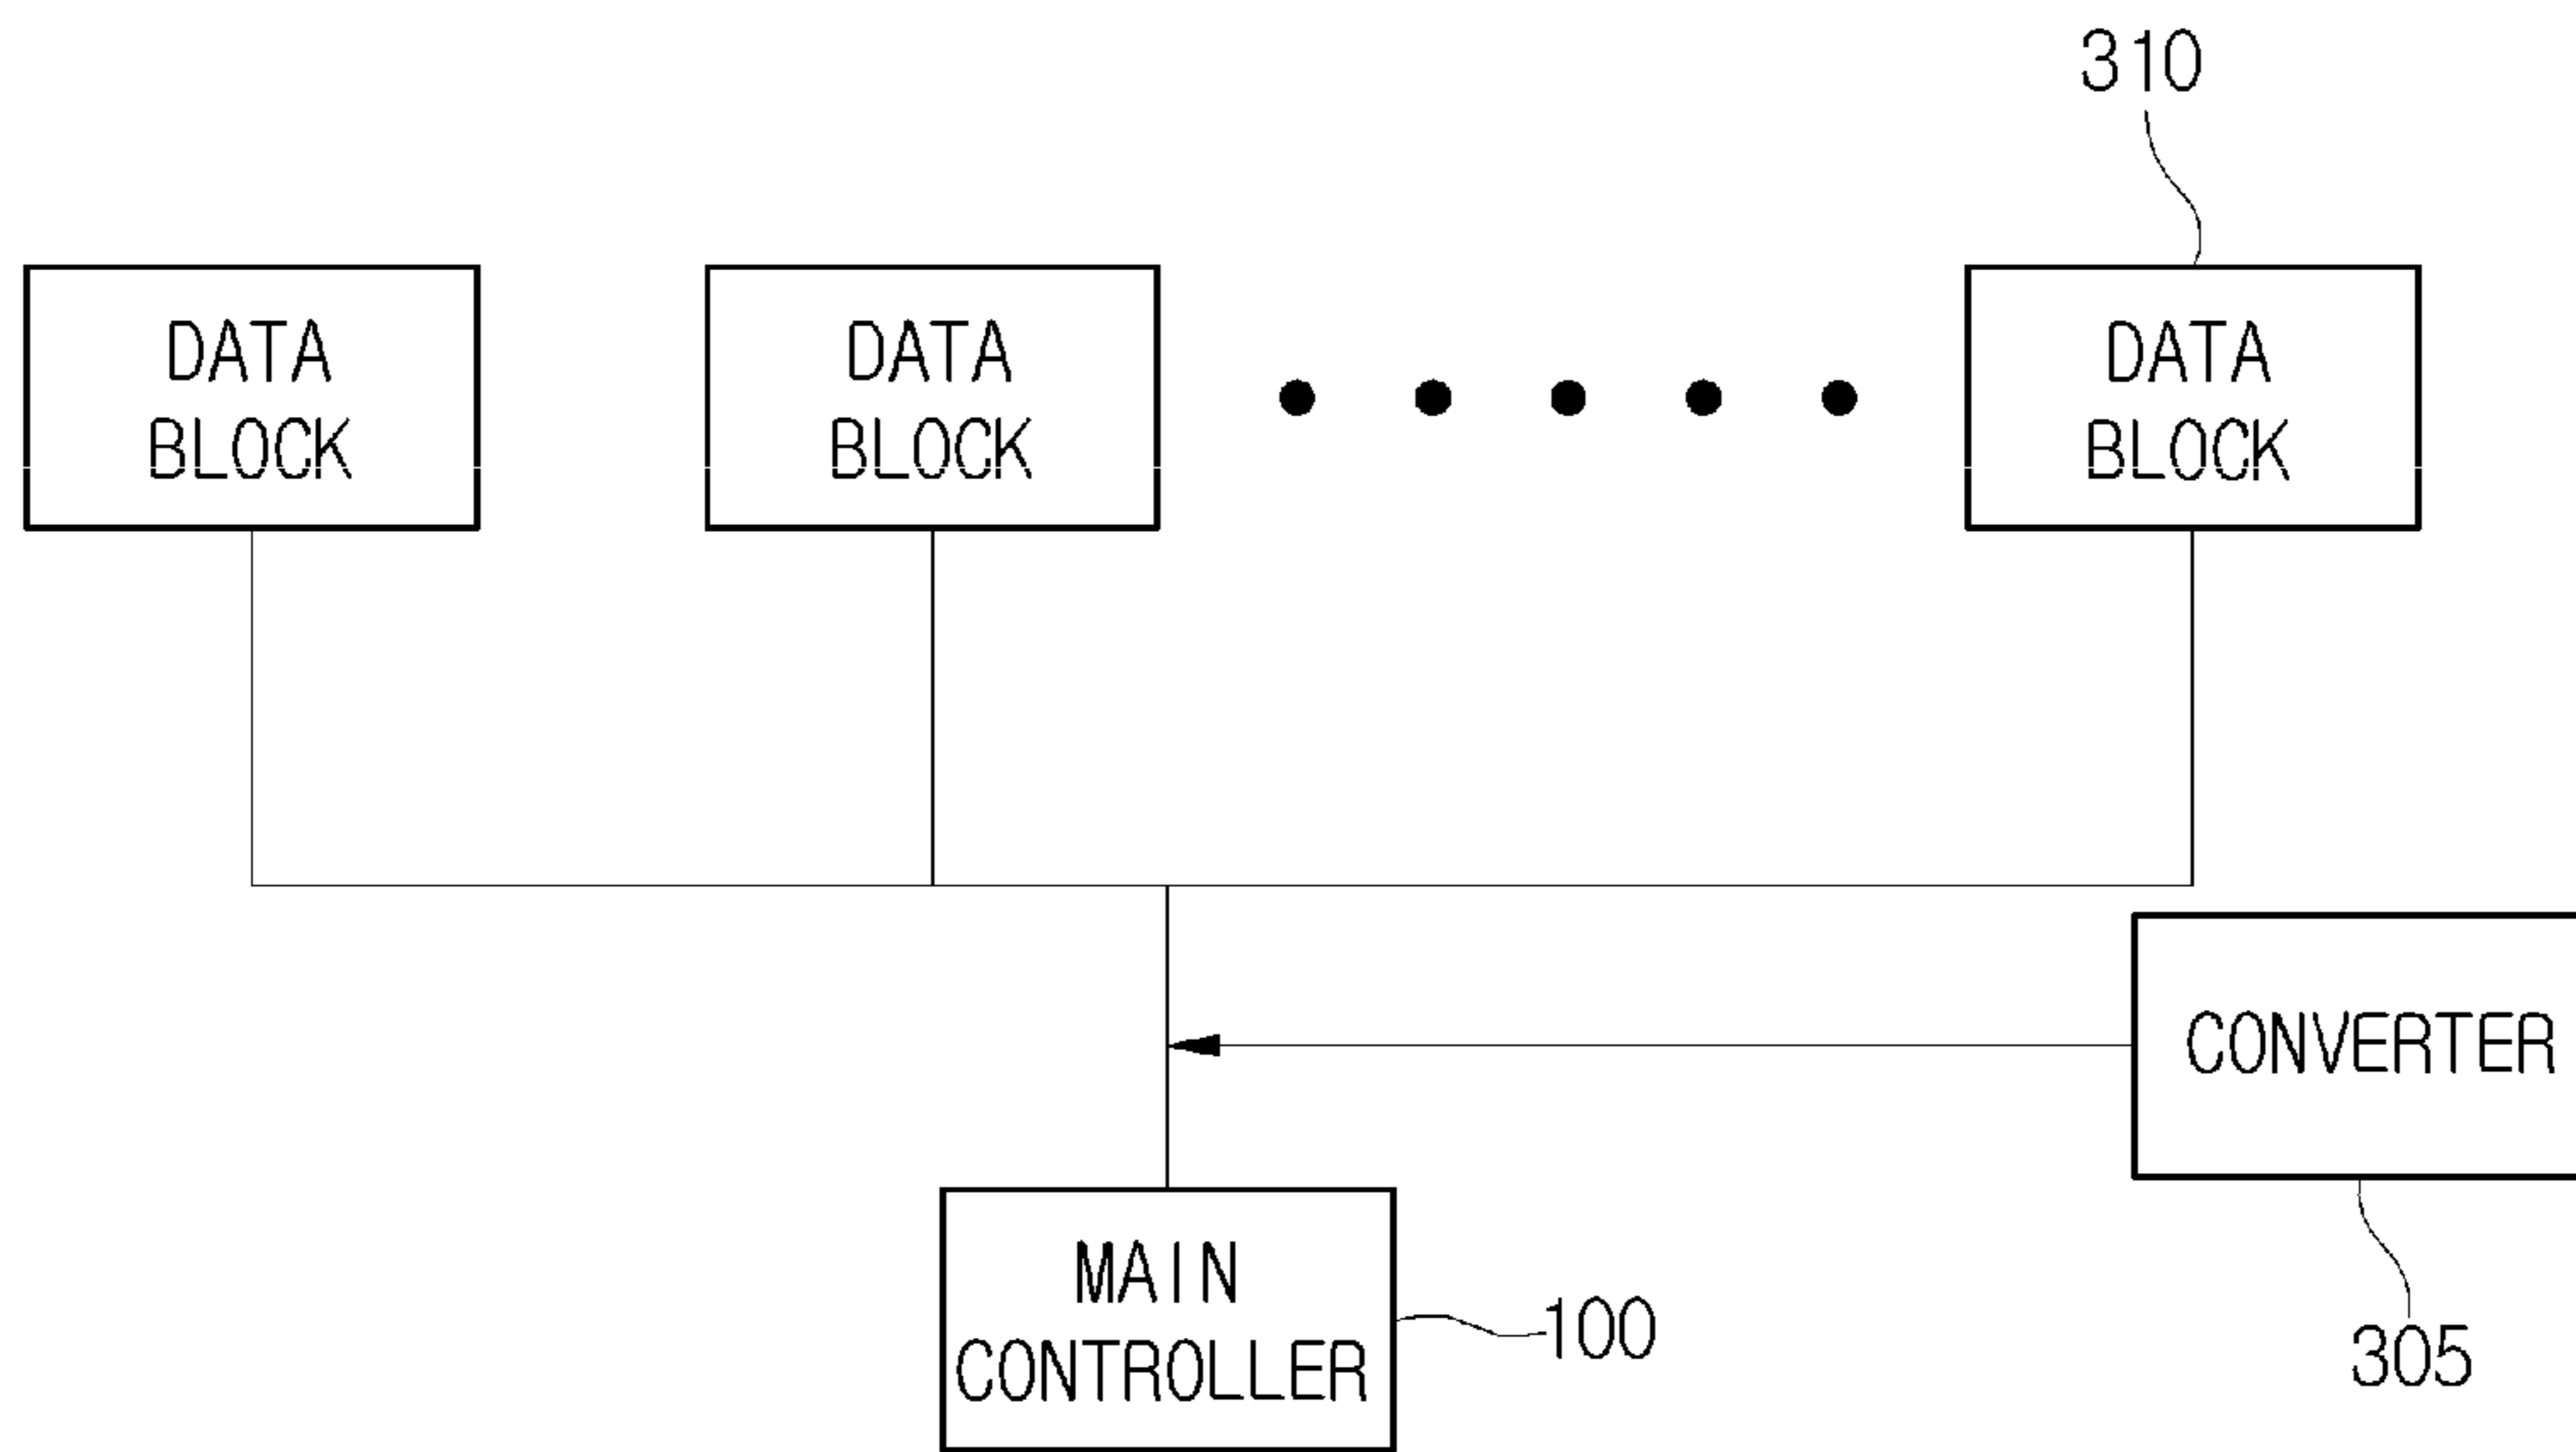 310
DATA
BLOCK
DATA
BLOCK
DATA
BLOCK
CONVERTER
305
MAIN
CONTROLLER
100